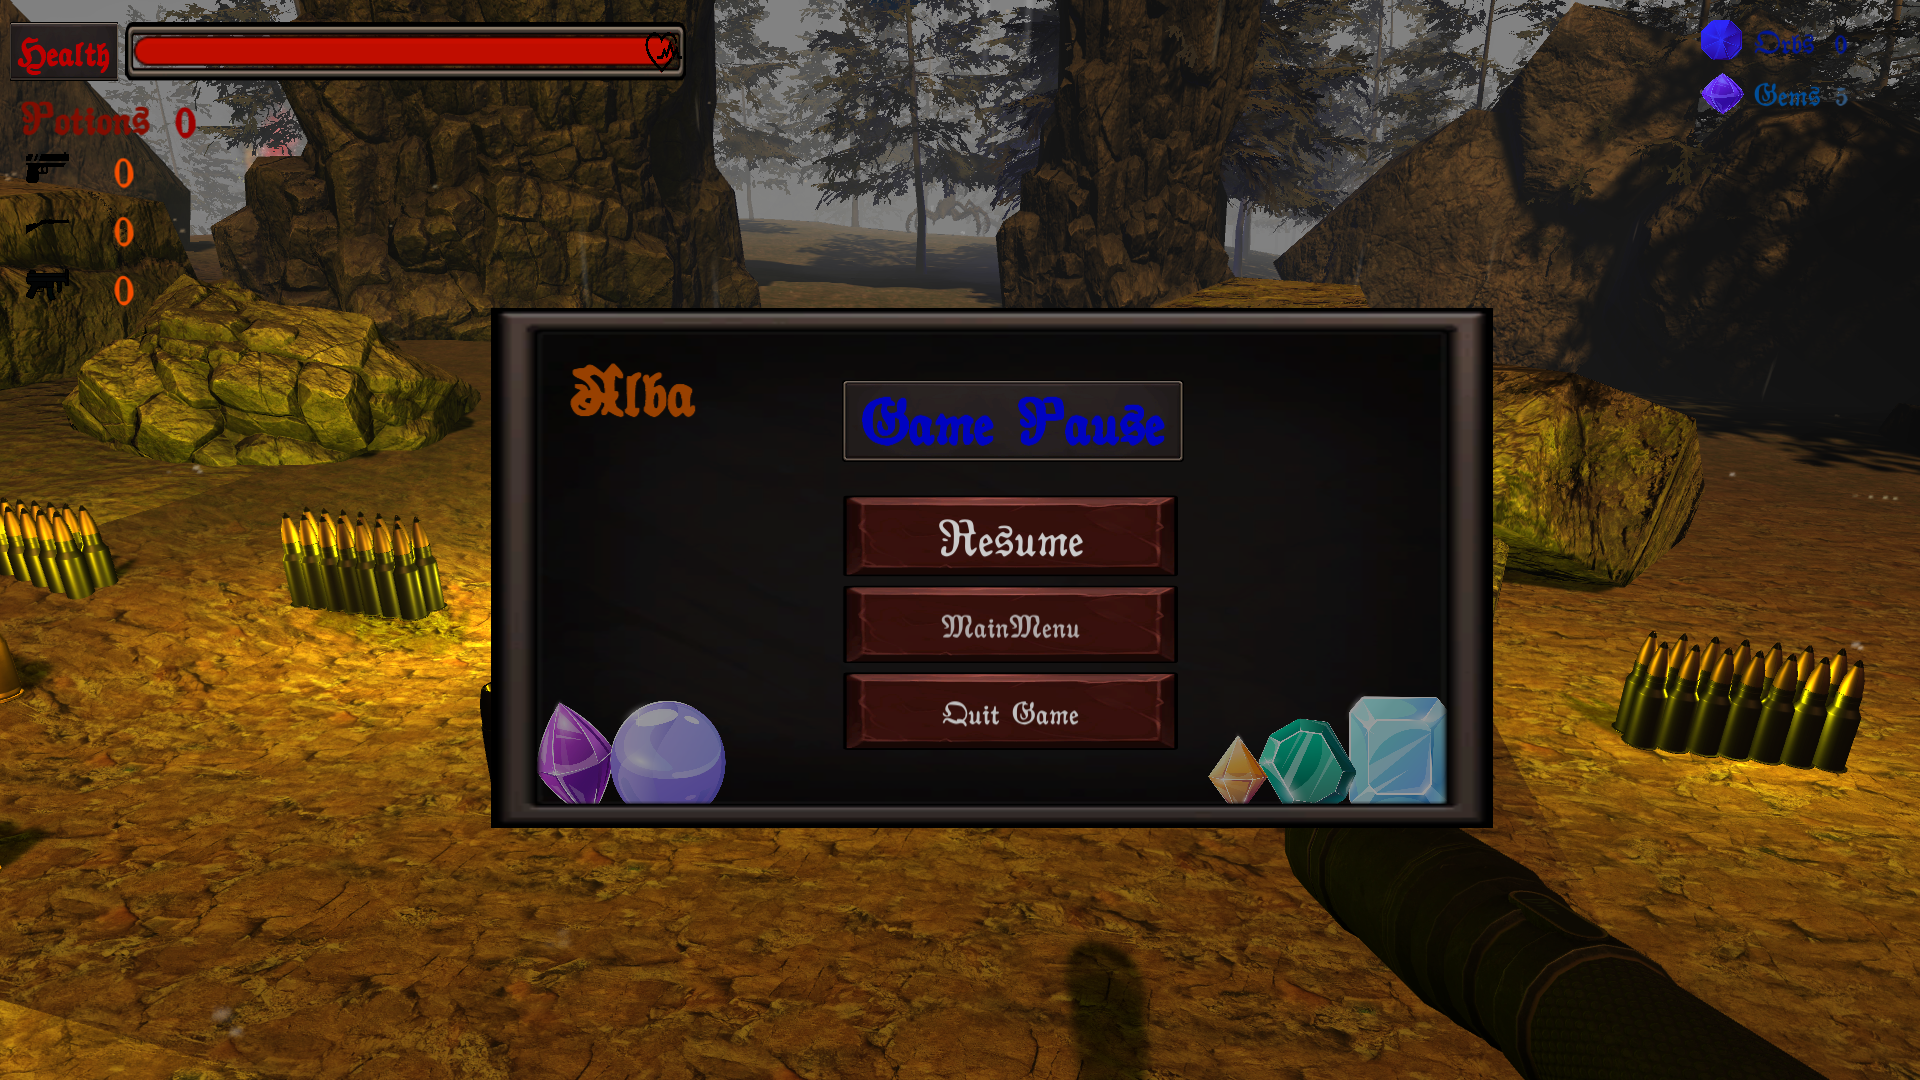 Health
Potions 0
0
0
0
Orbs 0
Gems 5
Alba
Game Pause
Resume
MainMenu
Quit Game